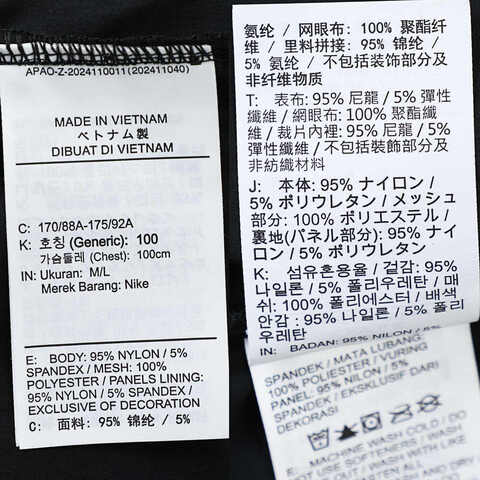 APAO-Z-2024110011(202411040)
MADE IN VIETNAM
ベトナム製
DIBUAT DI VIETNAM
C: 170/88A-175/92A
K: 호칭 (Generic): 100
가슴둘레 (Chest): 100cm
IN: Ukuran: M/L
Merek Barang: Nike
E: BODY: 95% NYLON / 5%
SPANDEX / MESH: 100%
POLYESTER / PANELS LINING:
95% NYLON / 5% SPANDEX /
EXCLUSIVE OF DECORATION
C: 面料: 95% 锦纶 / 5%
氨纶 / 网眼布: 100% 聚酯纤
维 / 里料拼接: 95% 锦纶 /
5% 氨纶 / 不包括装饰部分及
非纤维物质
T: 表布: 95% 尼龍 / 5% 彈性
纖維 / 網眼布: 100% 聚酯
纖維 / 裁片內裡: 95% 尼龍 / 5%
彈性纖維 / 不包括裝飾部分及
非紡織材料
J: 本体: 95% ナイロン /
5% ポリウレタン / メッシュ
部分: 100% ポリエステル /
裏地(パネル部分): 95% ナイ
ロン / 5% ポリウレタン
K: 섬유혼용율 / 겉감: 95%
나일론 / 5% 폴리우레탄 / 매
쉬: 100% 폴리에스터 / 배색
안감: 95% 나일론 / 5% 폴리
우레탄
IN: BADAN: 95% NILON / 5%
SPANDEK / MATA LUBANG:
100% POLIESTER / VURING
PANEL: 95% NILON / 5%
SPANDEK / EKSKLUSIF DARI
DEKORASI
E: MACHINE WASH COLD / DO
NOT USE SOFTENERS / WASH